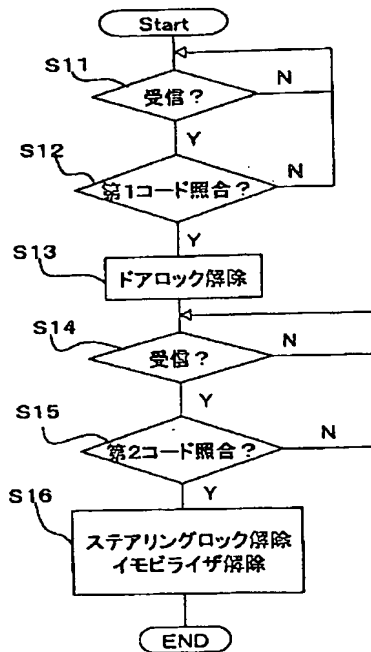 Start
S11
受信？
N
Y
S12
第1コード照合？
N
Y
S13
ドアロック解除
S14
受信？
N
Y
S15
第2コード照合？
N
Y
S16
ステアリングロック解除
イモビライザ解除
END